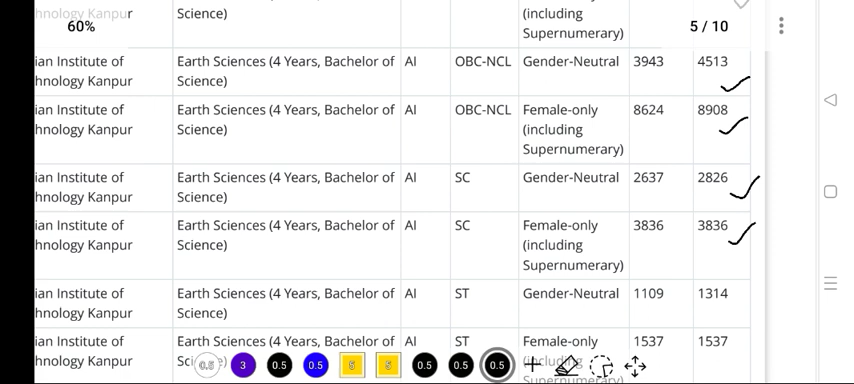 hnology Kanpur
(including
Supernumerary)
60%
5 / 10
ian Institute of
hnology Kanpur
Earth Sciences (4 Years, Bachelor of
Science)
AI
OBC-NCL
Gender-Neutral
3943
4513
ian Institute of
hnology Kanpur
Earth Sciences (4 Years, Bachelor of
Science)
AI
OBC-NCL
Female-only
(including
Supernumerary)
8624
8908
ian Institute of
hnology Kanpur
Earth Sciences (4 Years, Bachelor of
Science)
AI
SC
Gender-Neutral
2637
2826
ian Institute of
hnology Kanpur
Earth Sciences (4 Years, Bachelor of
Science)
AI
SC
Female-only
(including
Supernumerary)
3836
3836
ian Institute of
hnology Kanpur
Earth Sciences (4 Years, Bachelor of
Science)
AI
ST
Gender-Neutral
1109
1314
ian Institute of
hnology Kanpur
Earth Sciences (4 Years, Bachelor of
AI
ST
Female-only
(including
Supernumerary)
1537
1537
0.5
3
0.5
0.5
5
5
0.5
0.5
0.5